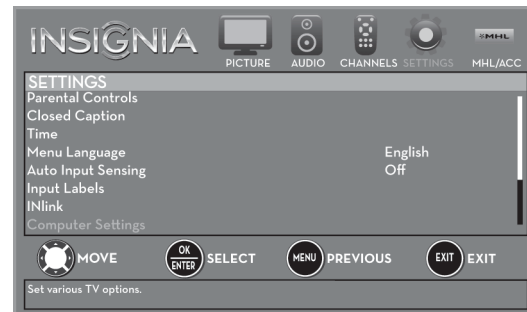 INSIGNIA
PICTURE AUDIO CHANNELS SETTINGS MHL/ACC
MHL
SETTINGS
Parental Controls
Closed Caption
Time
Menu Language English
Auto Input Sensing Off
Input Labels
INlink
Computer Settings
MOVE OK ENTER SELECT MENU PREVIOUS EXIT EXIT
Set various TV options.